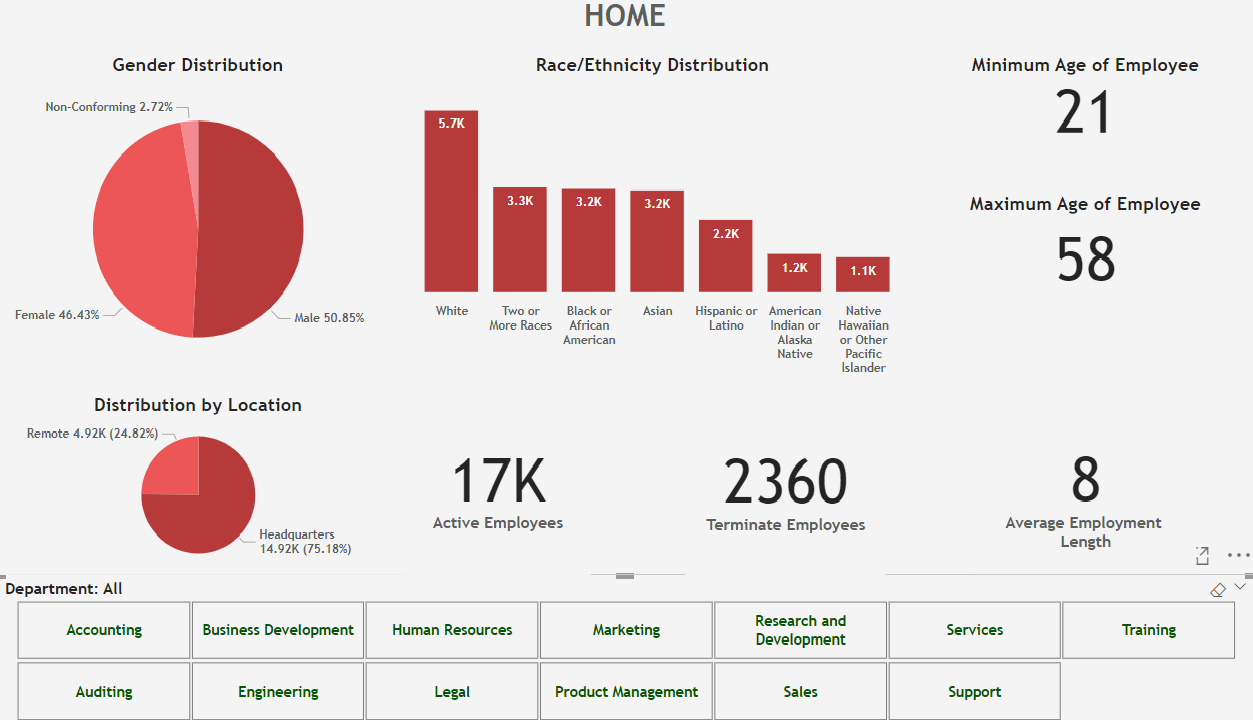 HOME
Gender Distribution
Non-Conforming 2.72%
Female 46.43%
Male 50.85%
Race/Ethnicity Distribution
5.7K
3.3K
3.2K
3.2K
2.2K
1.2K
1.1K
White
Two or
More Races
Black or
African
American
Asian
Hispanic or
Latino
American
Indian or
Alaska
Native
Native
Hawaiian
or Other
Pacific
Islander
Minimum Age of Employee
21
Maximum Age of Employee
58
Distribution by Location
Remote 4.92K (24.82%)
Headquarters
14.92K (75.18%)
17K
Active Employees
2360
Terminate Employees
8
Average Employment
Length
Department: All
Accounting
Business Development
Human Resources
Marketing
Research and
Development
Services
Training
Auditing
Engineering
Legal
Product Management
Sales
Support